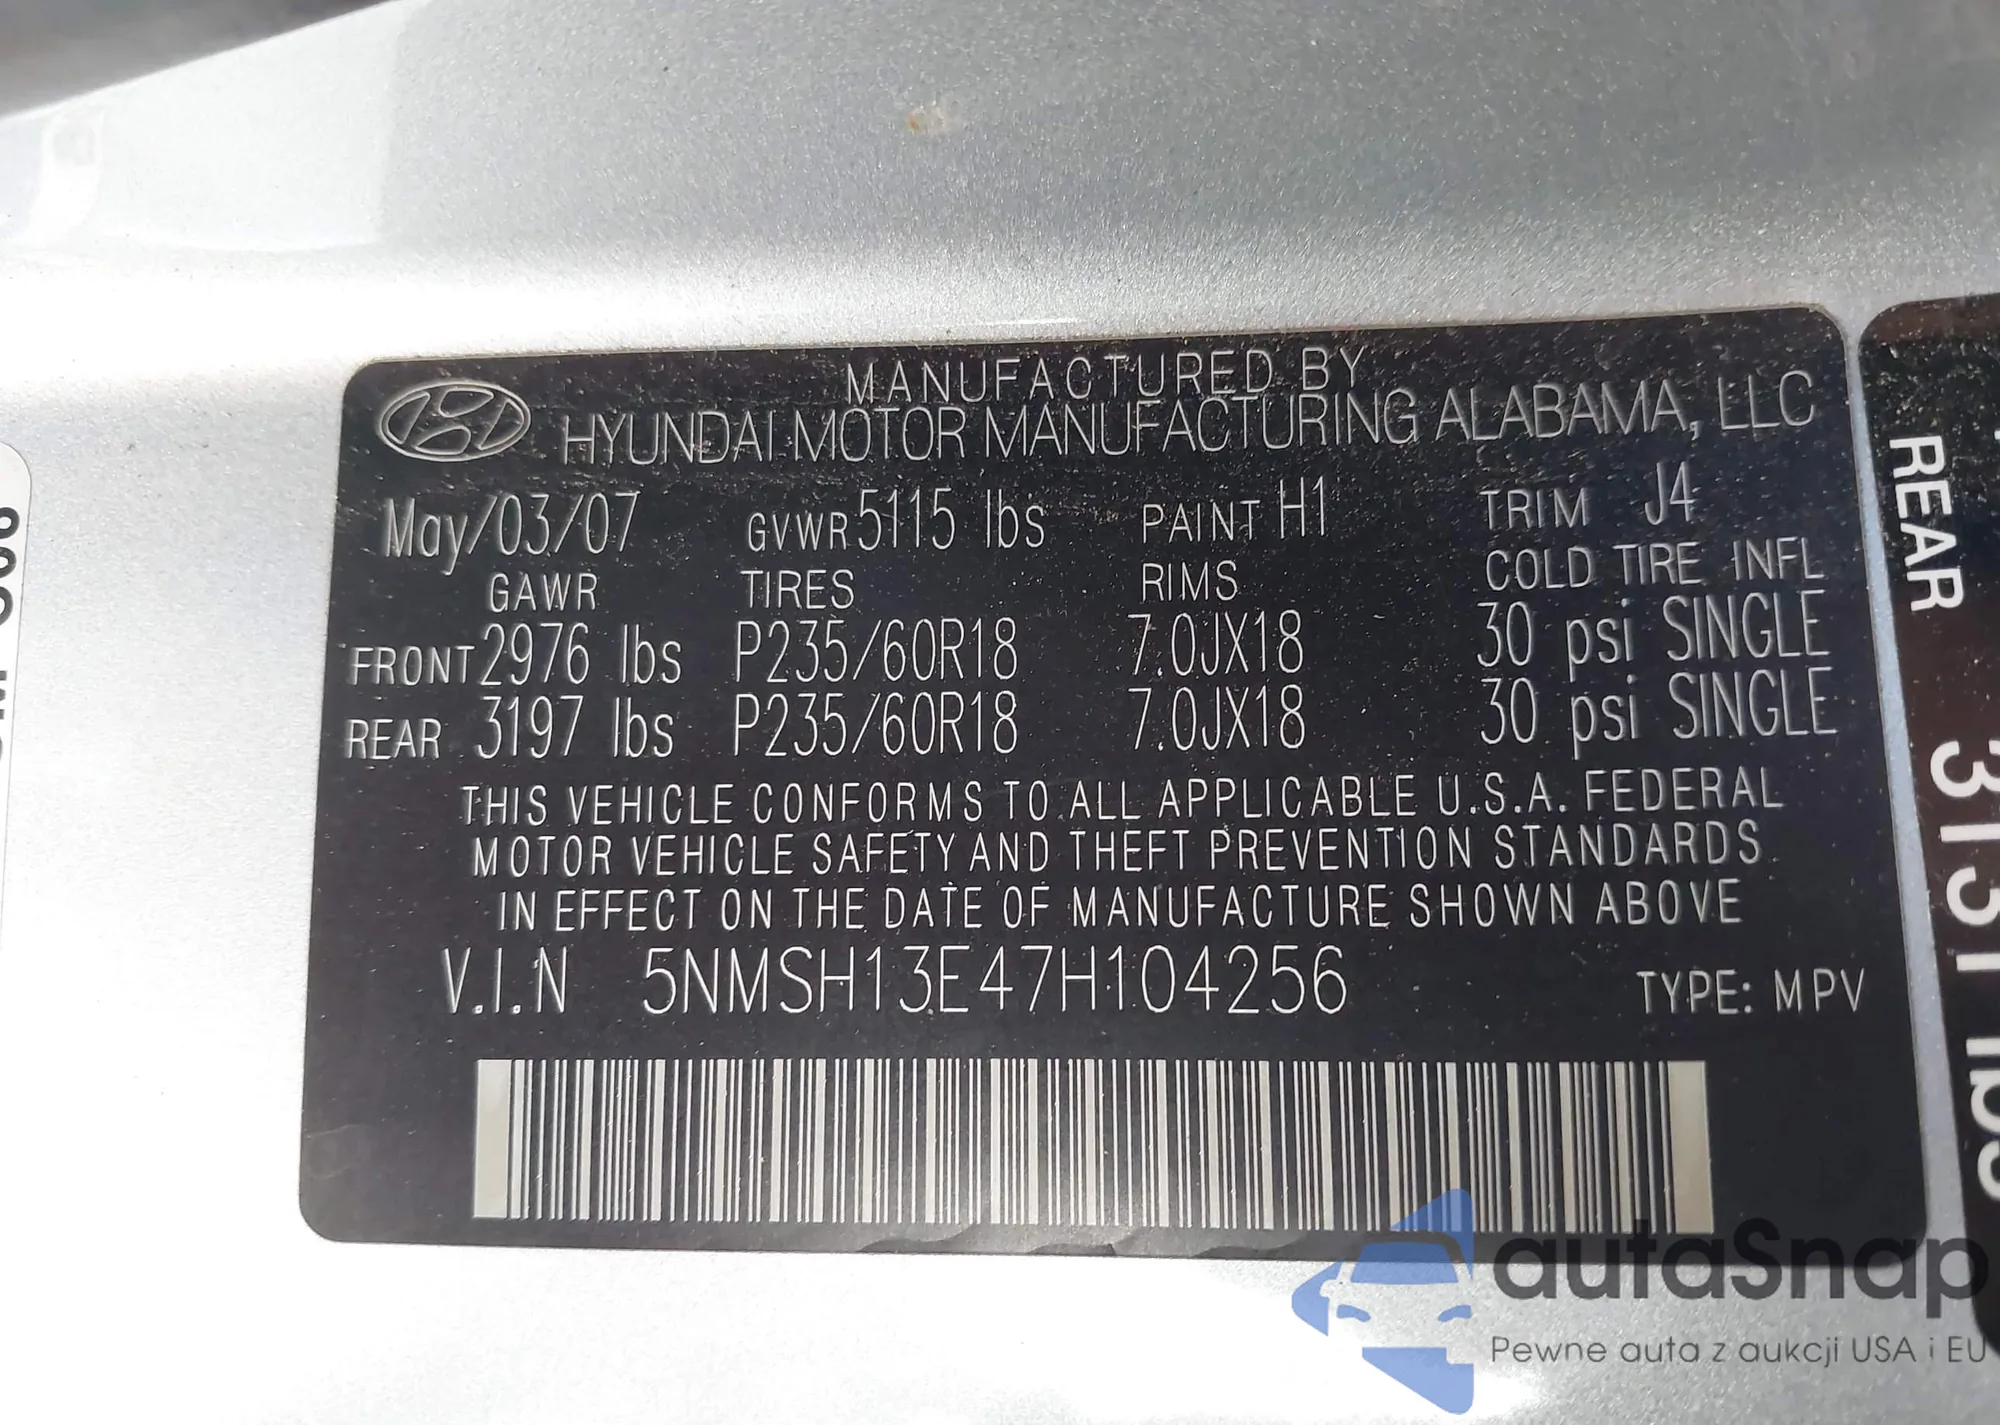 MANUFACTURED BY
HYUNDAI MOTOR MANUFACTURING ALABAMA, LLC
May/03/07 GVWR 5115 lbs PAINT H1 TRIM J4
GAWR TIRES RIMS COLD TIRE INFL
FRONT 2976 lbs P235/60R18 7.0JX18 30 psi SINGLE
REAR 3197 lbs P235/60R18 7.0JX18 30 psi SINGLE
THIS VEHICLE CONFORMS TO ALL APPLICABLE U.S.A. FEDERAL
MOTOR VEHICLE SAFETY AND THEFT PREVENTION STANDARDS
IN EFFECT ON THE DATE OF MANUFACTURE SHOWN ABOVE
V.I.N 5NMSH13E47H104256 TYPE: MPV
REAR
lbs
autaSnap
Pewne auta z aukcji USA i EU